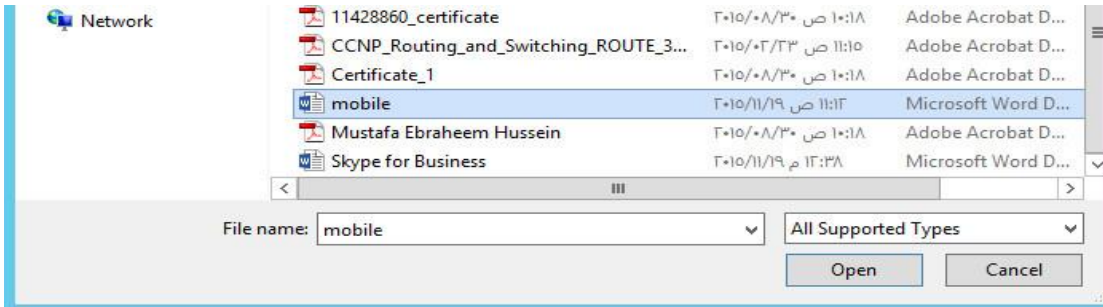 Network
11428860_certificate ١٠:١٨ ص ٢٠١٥/٠٨/٣٠ Adobe Acrobat D...
CCNP_Routing_and_Switching_ROUTE_3... ١١:١٥ ص ٢٠١٥/٠٢/٢٣ Adobe Acrobat D...
Certificate_1 ١٠:١٨ ص ٢٠١٥/٠٨/٣٠ Adobe Acrobat D...
mobile ١١:١٢ ص ٢٠١٥/١١/١٩ Microsoft Word D...
Mustafa Ebraheem Hussein ١٠:١٨ ص ٢٠١٥/٠٨/٣٠ Adobe Acrobat D...
Skype for Business ١٢:٣٨ م ٢٠١٥/١١/١٩ Microsoft Word D...
File name: mobile All Supported Types
Open Cancel